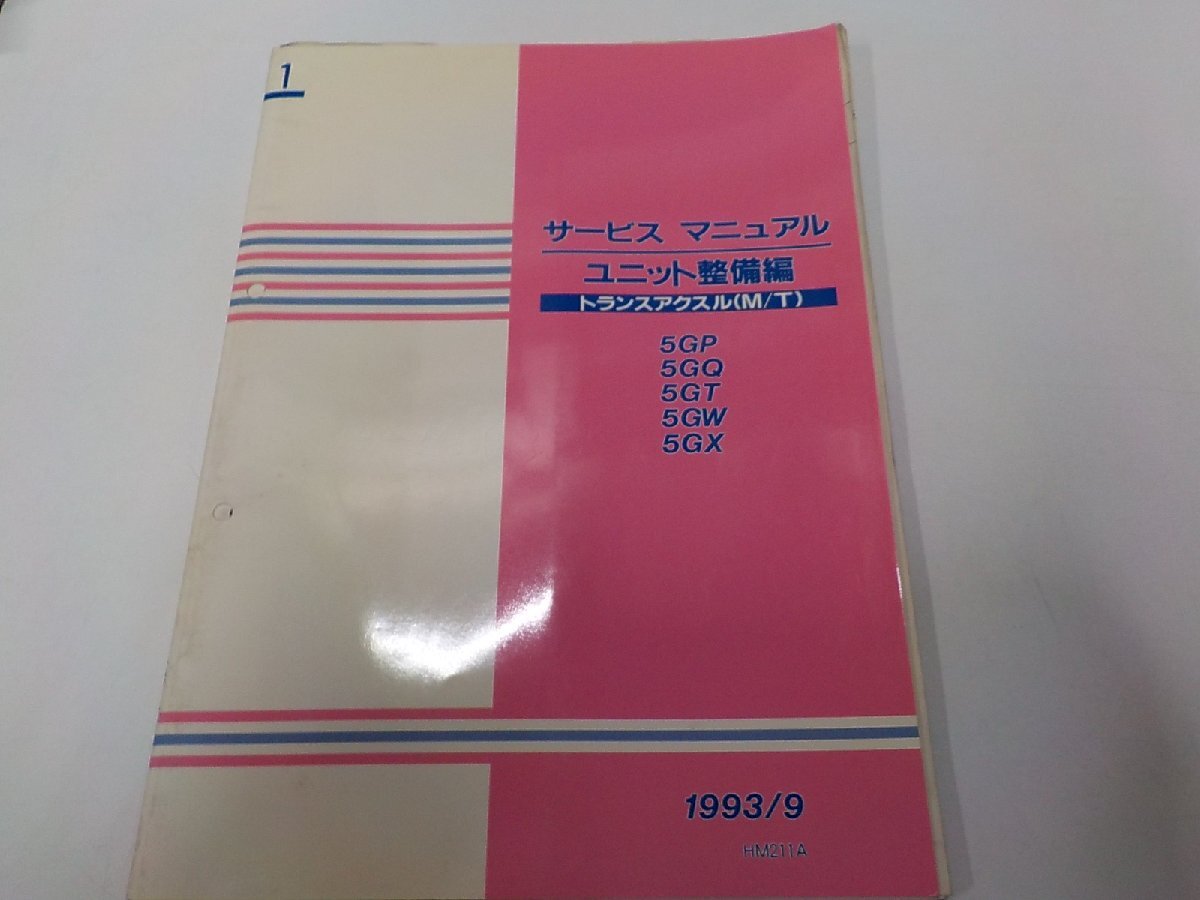 1
サービス マニュアル
ユニット整備編
トランスアクスル(M/T)
5GP
5GQ
5GT
5GW
5GX
1993/9
HM211A